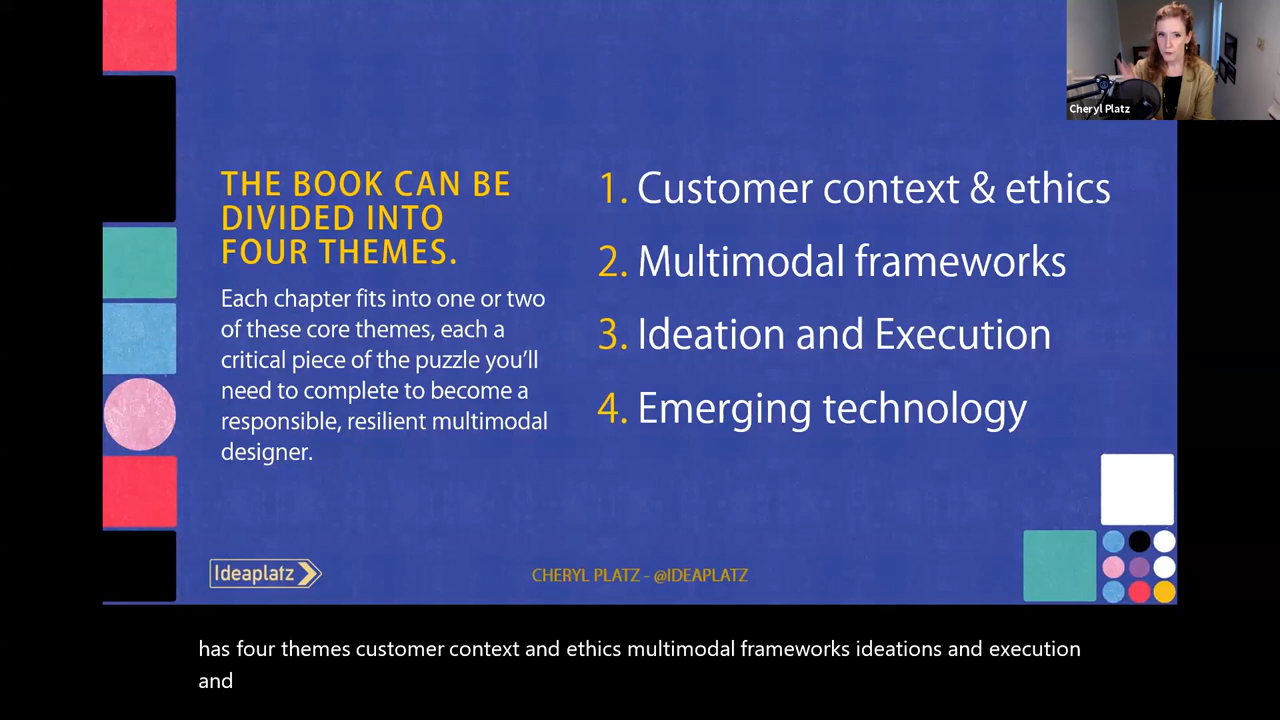 Cheryl Platz
THE BOOK CAN BE
DIVIDED INTO
FOUR THEMES.
Each chapter fits into one or two
of these core themes, each a
critical piece of the puzzle you’ll
need to complete to become a
responsible, resilient multimodal
designer.
1. Customer context & ethics
2. Multimodal frameworks
3. Ideation and Execution
4. Emerging technology
Ideaplatz
CHERYL PLATZ - @IDEAPLATZ
has four themes customer context and ethics multimodal frameworks ideations and execution
and